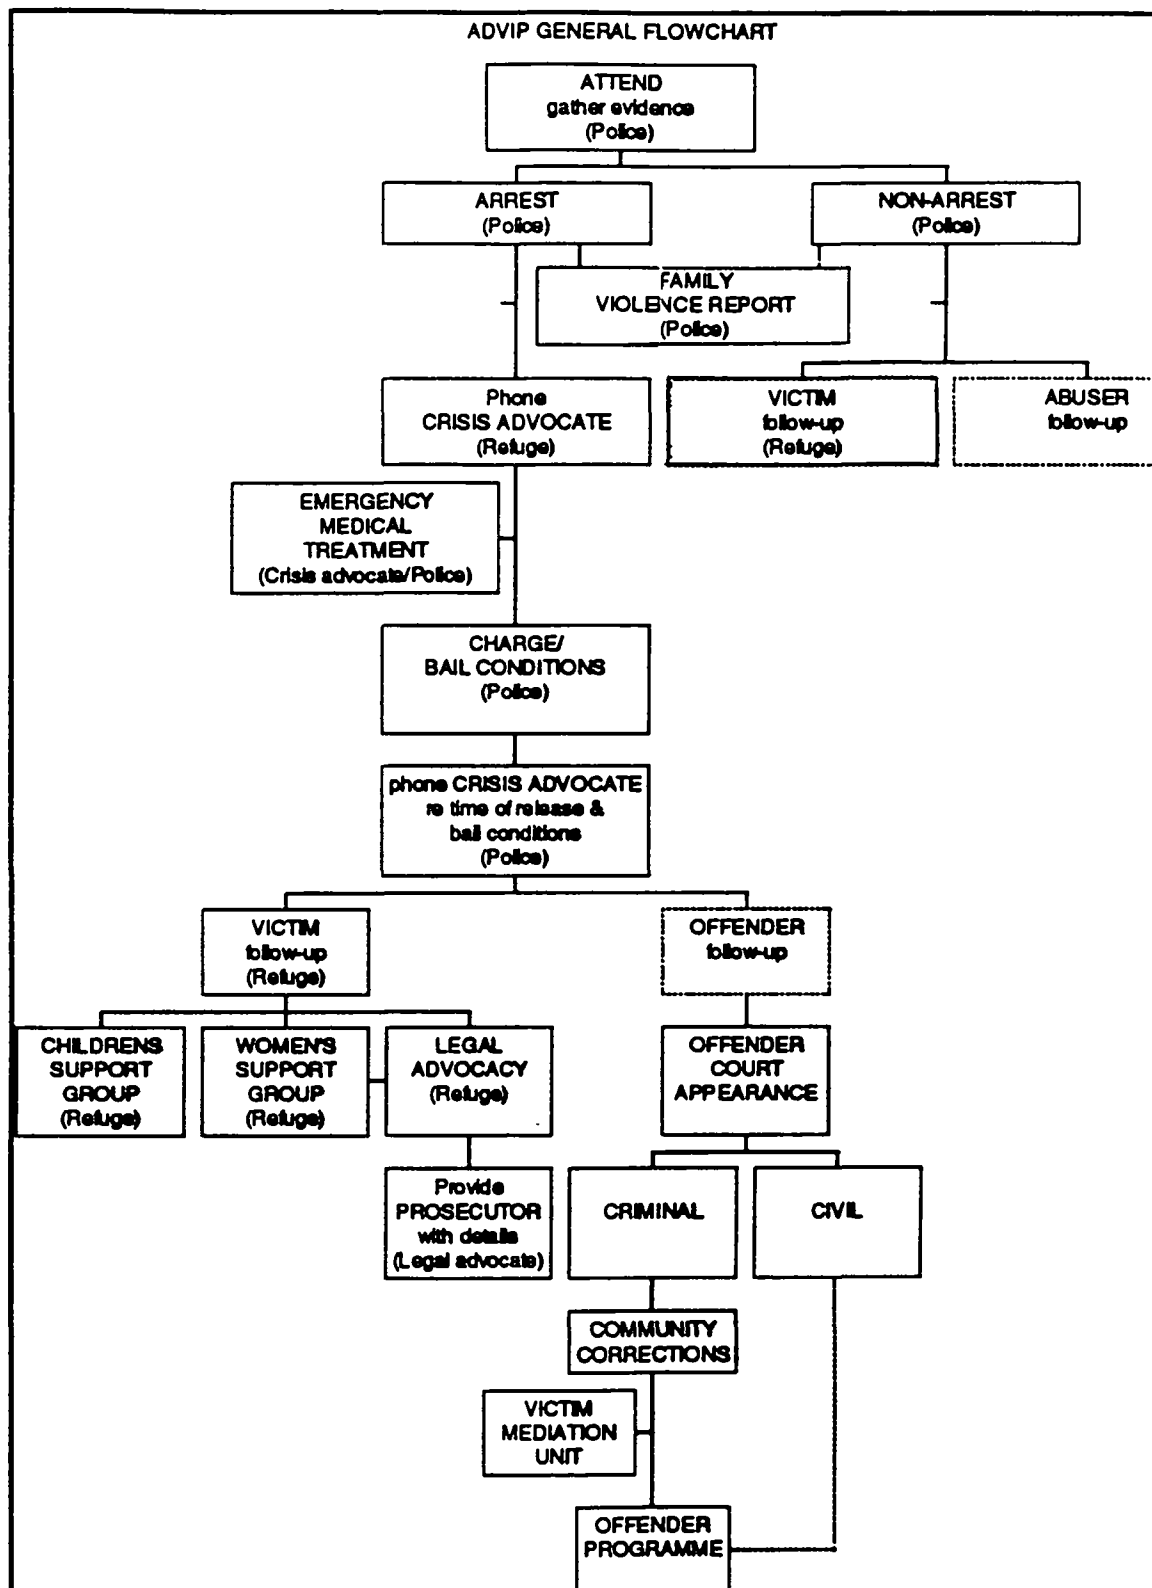 ADVIP GENERAL FLOWCHART
ATTEND
gather evidence
(Police)
ARREST
(Police)
NON-ARREST
(Police)
FAMILY
VIOLENCE REPORT
(Police)
Phone
CRISIS ADVOCATE
(Refuge)
VICTIM
follow-up
(Refuge)
ABUSER
follow-up
EMERGENCY
MEDICAL
TREATMENT
(Crisis advocate/Police)
CHARGE/
BAIL CONDITIONS
(Police)
phone CRISIS ADVOCATE
re time of release &
bail conditions
(Police)
VICTIM
follow-up
(Refuge)
OFFENDER
follow-up
CHILDRENS
SUPPORT
GROUP
(Refuge)
WOMEN'S
SUPPORT
GROUP
(Refuge)
LEGAL
ADVOCACY
(Refuge)
OFFENDER
COURT
APPEARANCE
Provide
PROSECUTOR
with details
(Legal advocate)
CRIMINAL
CIVIL
COMMUNITY
CORRECTIONS
VICTIM
MEDIATION
UNIT
OFFENDER
PROGRAMME